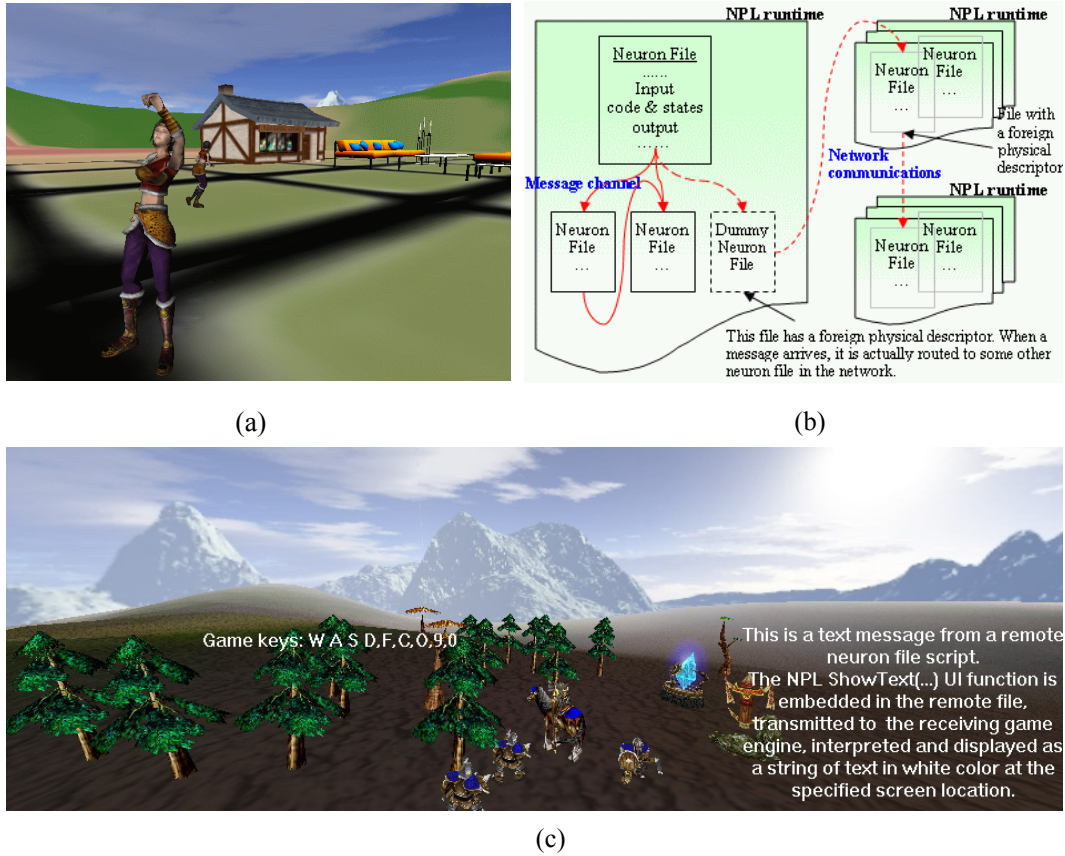 NPL runtime
Neuron File
......
Input
code & states
output
......
Message channel
Neuron
File
...
Neuron
File
...
Dummy
Neuron
File
This file has a foreign physical descriptor. When a
message arrives, it is actually routed to some other
neuron file in the network.
NPL runtime
Neuron
File
...
Neuron
File
...
File with
a foreign
physical
descriptor
Network
communications
NPL runtime
Neuron
File
...
Neuron
File
...
(a)
(b)
Game keys: W A S D,F,C,O,9,0
This is a text message from a remote
neuron file script.
The NPL ShowText(...) UI function is
embedded in the remote file,
transmitted to the receiving game
engine, interpreted and displayed as
a string of text in white color at the
specified screen location.
(c)